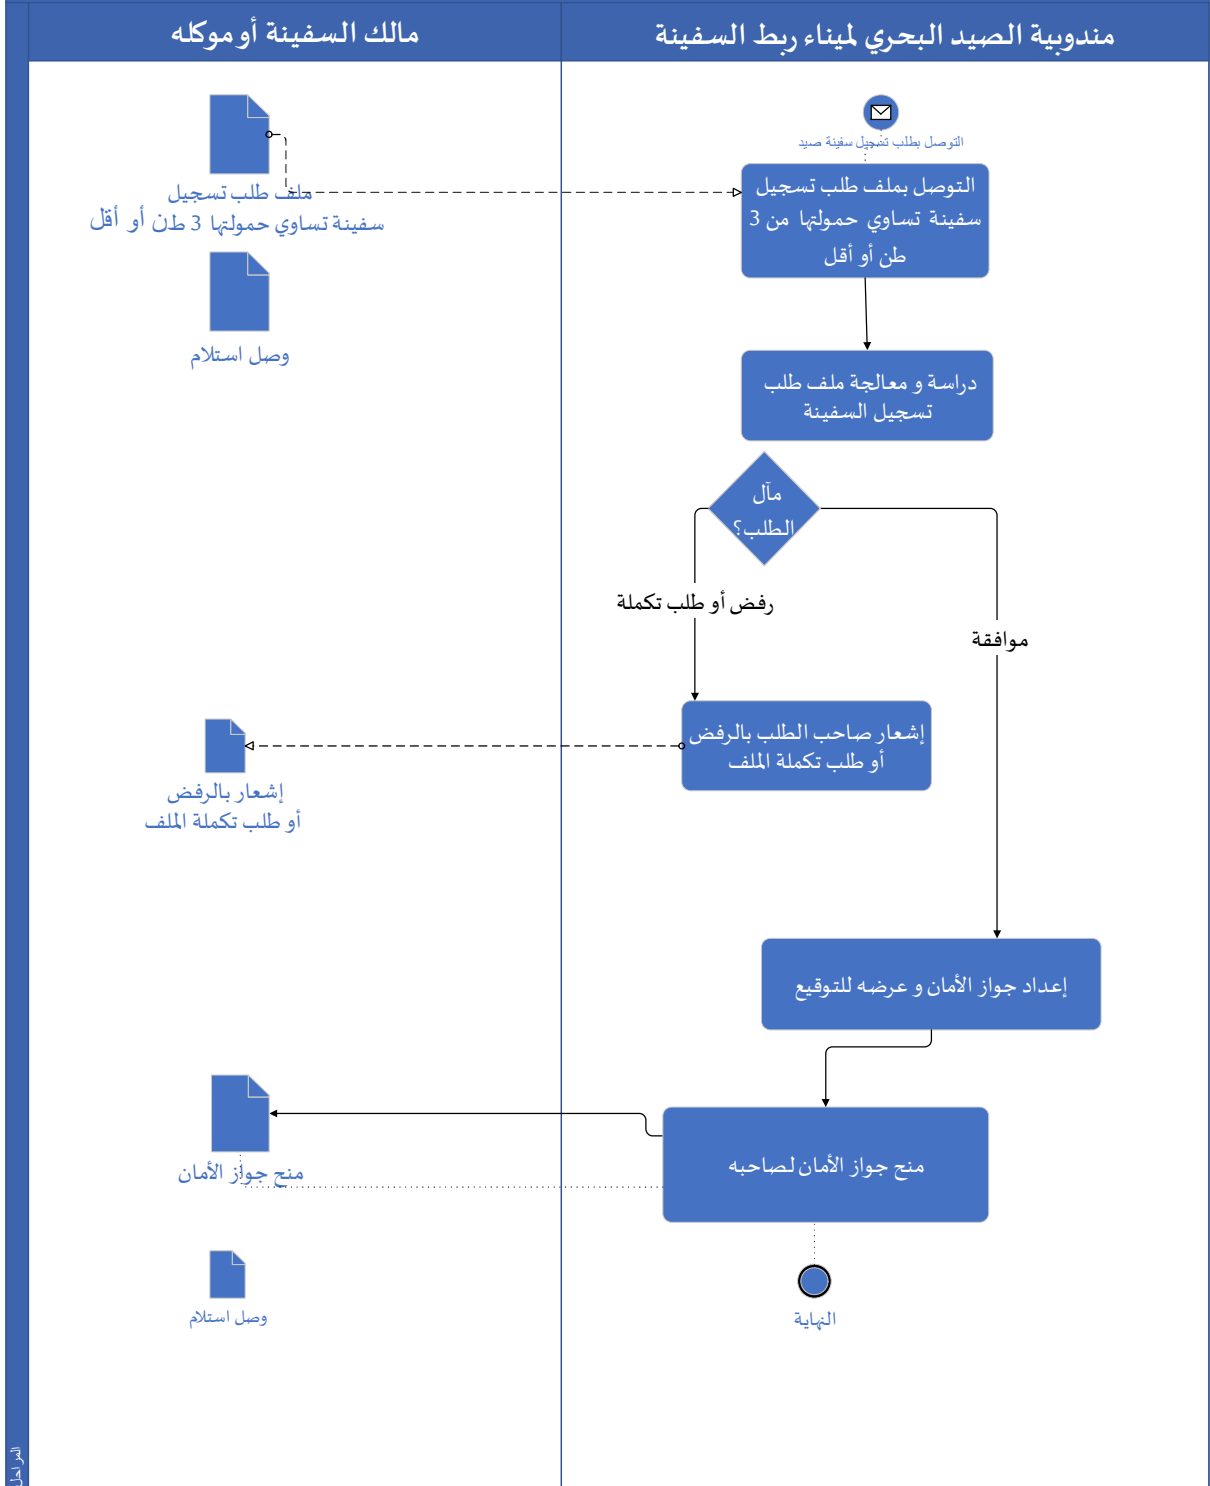 مندوبية الصيد البحري لميناء ربط السفينة
مالك السفينة أو موكله
التوصل بطلب تسجيل سفينة صيد
التوصل بملف طلب تسجيل
سفينة تساوي حمولتها من 3
طن أو أقل
ملف طلب تسجيل
سفينة تساوي حمولتها 3 طن أو أقل
وصل استلام
دراسة و معالجة ملف طلب
تسجيل السفينة
مآل
الطلب؟
رفض أو طلب تكملة
موافقة
إشعار صاحب الطلب بالرفض
أو طلب تكملة الملف
إشعار بالرفض
أو طلب تكملة الملف
إعداد جواز الأمان و عرضه للتوقيع
منح جواز الأمان لصاحبه
منح جواز الأمان
وصل استلام
النهاية
المراحل